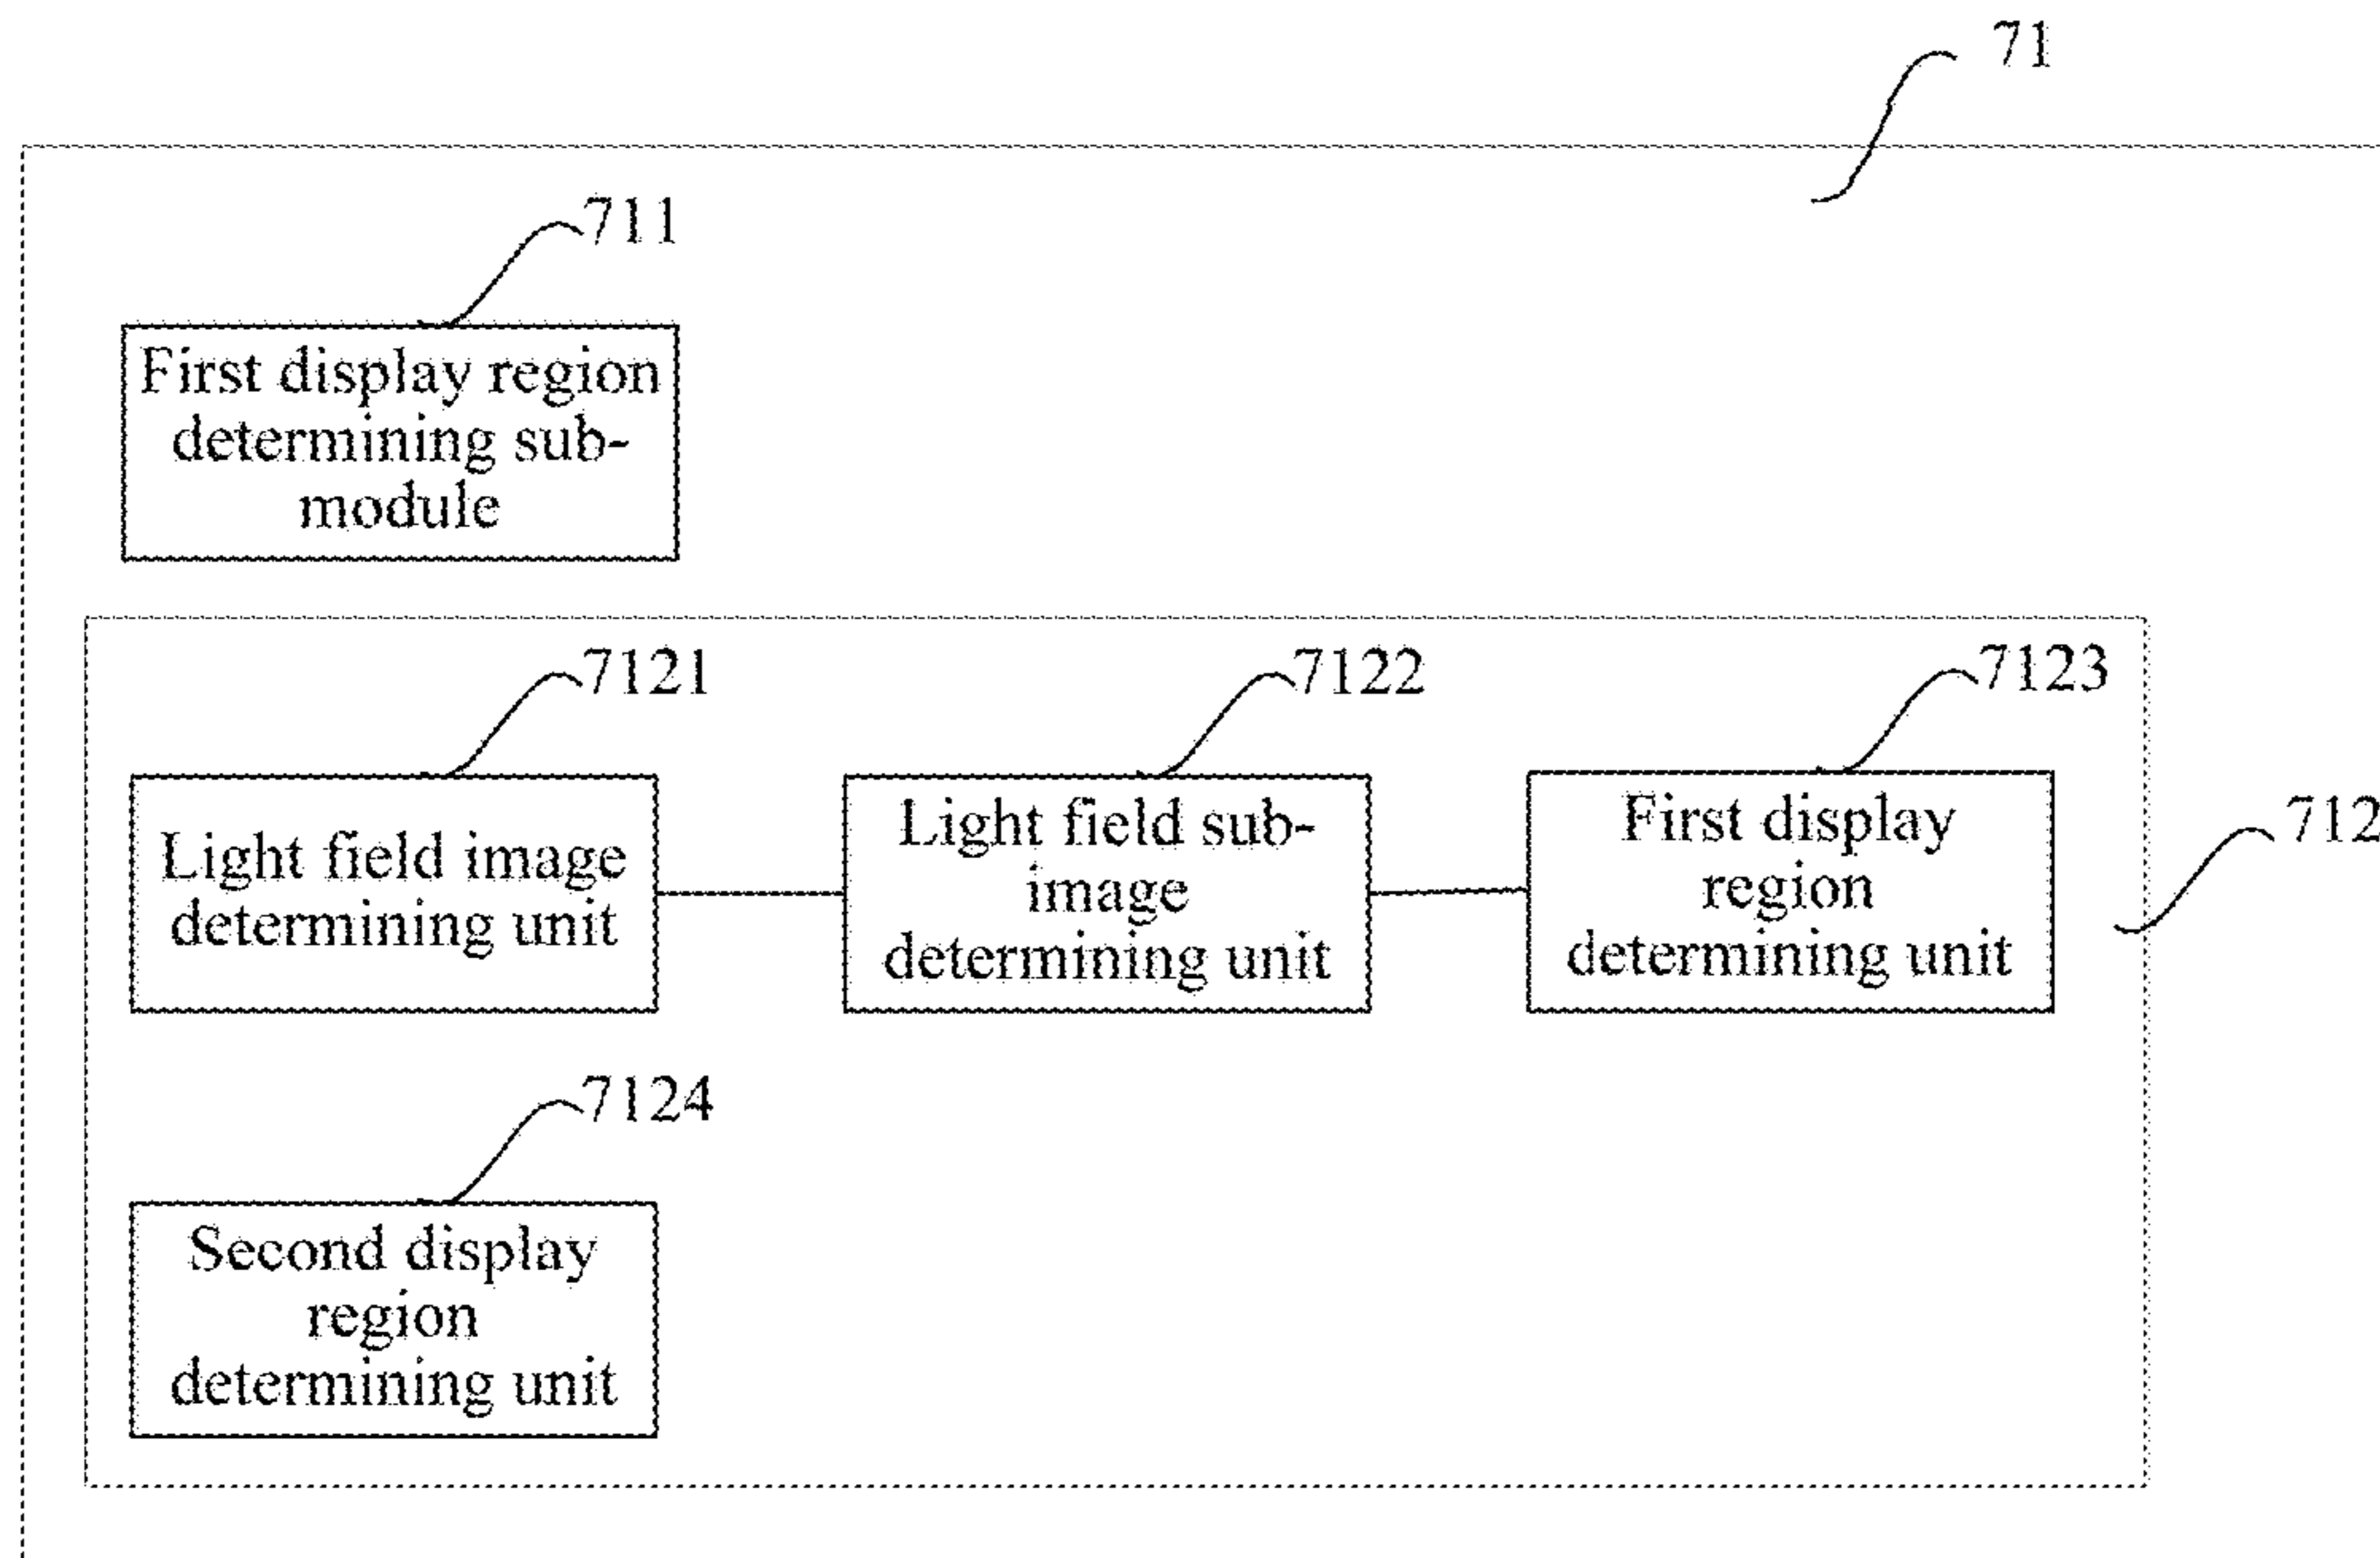 71
711
First display region
determining sub-
module
7121
7122
7123
Light field image
determining unit
Light field sub-
image
determining unit
First display
region
determining unit
712
7124
Second display
region
determining unit